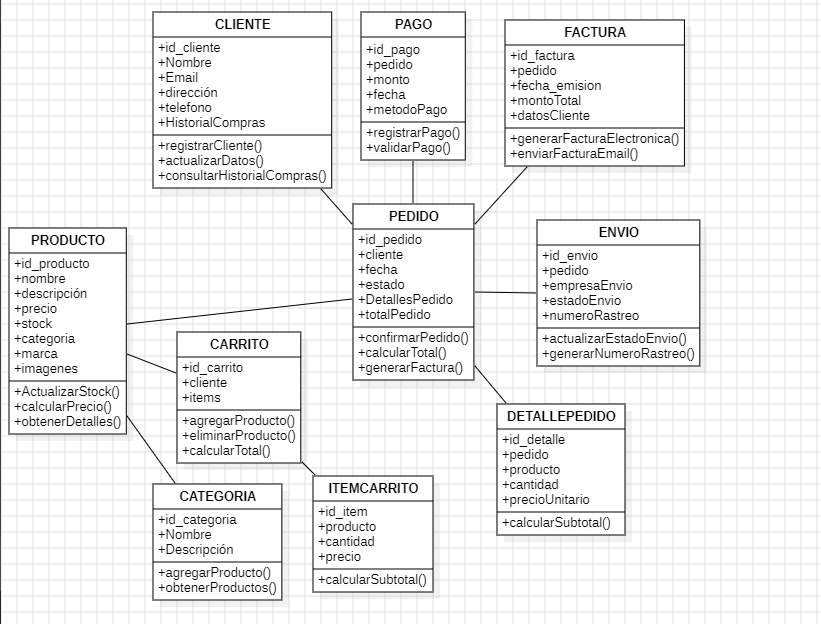 CLIENTE
+id_cliente
+Nombre
+Email
+dirección
+telefono
+HistorialCompras
+registrarCliente()
+actualizarDatos()
+consultarHistorialCompras()
PAGO
+id_pago
+pedido
+monto
+fecha
+metodoPago
+registrarPago()
+validarPago()
FACTURA
+id_factura
+pedido
+fecha_emision
+montoTotal
+datosCliente
+generarFacturaElectronica()
+enviarFacturaEmail()
PRODUCTO
+id_producto
+nombre
+descripción
+precio
+stock
+categoria
+marca
+imagenes
+ActualizarStock()
+calcularPrecio()
+obtenerDetalles()
PEDIDO
+id_pedido
+cliente
+fecha
+estado
+DetallesPedido
+totalPedido
+confirmarPedido()
+calcularTotal()
+generarFactura()
ENVIO
+id_envio
+pedido
+empresaEnvio
+estadoEnvio
+numeroRastreo
+actualizarEstadoEnvio()
+generarNumeroRastreo()
CARRITO
+id_carrito
+cliente
+items
+agregarProducto()
+eliminarProducto()
+calcularTotal()
DETALLEPEDIDO
+id_detalle
+pedido
+producto
+cantidad
+precioUnitario
+calcularSubtotal()
CATEGORIA
+id_categoria
+Nombre
+Descripción
+agregarProducto()
+obtenerProductos()
ITEMCARRITO
+id_item
+producto
+cantidad
+precio
+calcularSubtotal()